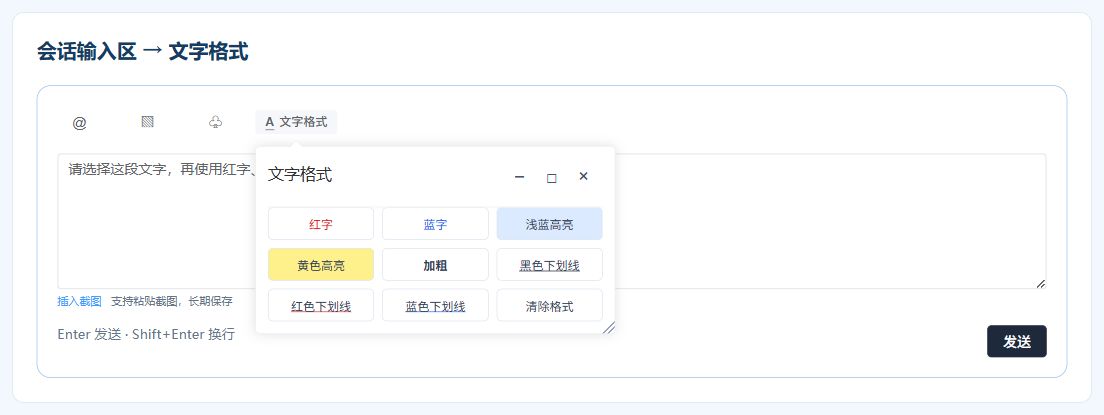 会话输入区 → 文字格式
@ A 文字格式
请选择这段文字，再使用红字、
文字格式
红字 蓝字 浅蓝高亮
黄色高亮 加粗 黑色下划线
红色下划线 蓝色下划线 清除格式
插入截图 支持粘贴截图，长期保存
Enter 发送 · Shift+Enter 换行
发送